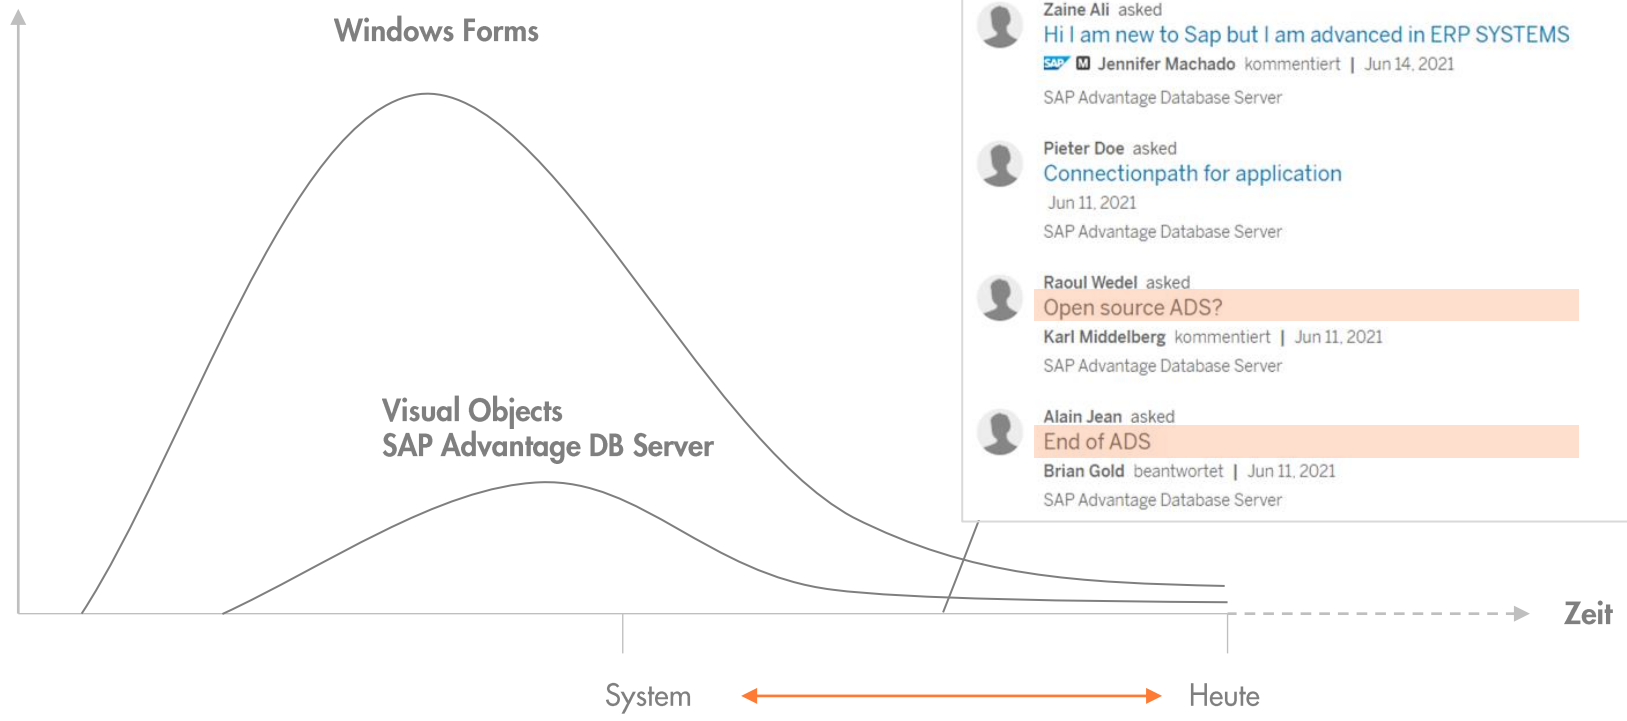 Windows Forms
Visual Objects
SAP Advantage DB Server
Zaine Ali asked
Hi I am new to Sap but I am advanced in ERP SYSTEMS
SAP M Jennifer Machado kommentiert | Jun 14, 2021
SAP Advantage Database Server
Pieter Doe asked
Connectionpath for application
Jun 11, 2021
SAP Advantage Database Server
Raoul Wedel asked
Open source ADS?
Karl Middelberg kommentiert | Jun 11, 2021
SAP Advantage Database Server
Alain Jean asked
End of ADS
Brian Gold beantwortet | Jun 11, 2021
SAP Advantage Database Server
Zeit
System
Heute